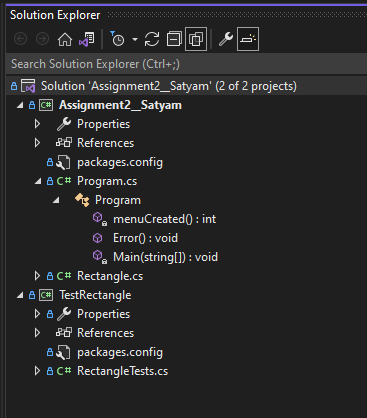 Solution Explorer
Search Solution Explorer (Ctrl+;)
Solution 'Assignment2__Satyam' (2 of 2 projects)
C# Assignment2__Satyam
Properties
References
packages.config
C# Program.cs
Program
menuCreated() : int
Error() : void
Main(string[]) : void
C# Rectangle.cs
C# TestRectangle
Properties
References
packages.config
C# RectangleTests.cs